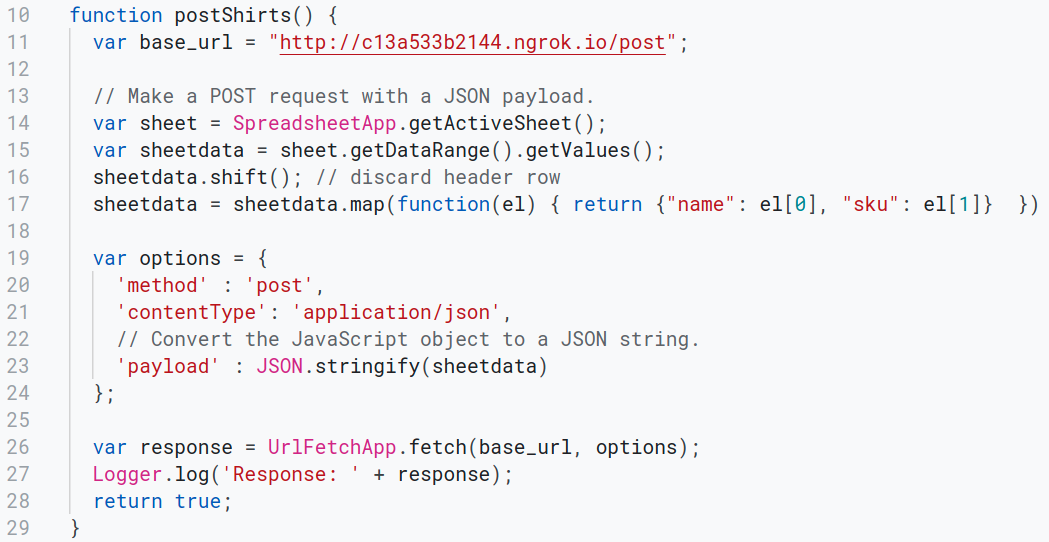 10 function postShirts() {
11 var base_url = "http://c13a533b2144.ngrok.io/post";
12
13 // Make a POST request with a JSON payload.
14 var sheet = SpreadsheetApp.getActiveSheet();
15 var sheetdata = sheet.getDataRange().getValues();
16 sheetdata.shift(); // discard header row
17 sheetdata = sheetdata.map(function(el) { return {"name": el[0], "sku": el[1]}  })
18
19 var options = {
20 'method' : 'post',
21 'contentType': 'application/json',
22 // Convert the JavaScript object to a JSON string.
23 'payload' : JSON.stringify(sheetdata)
24 };
25
26 var response = UrlFetchApp.fetch(base_url, options);
27 Logger.log('Response: ' + response);
28 return true;
29 }